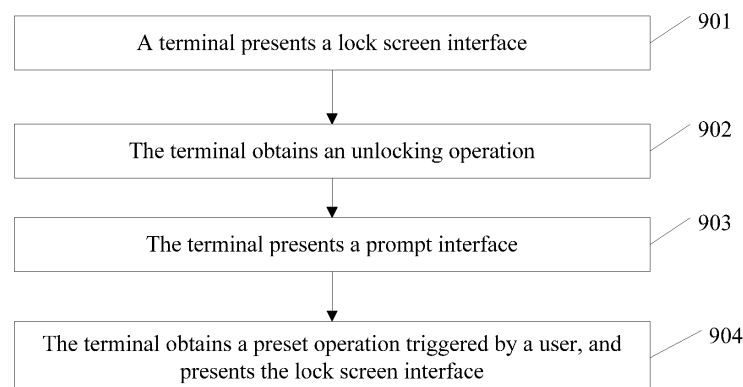 901
A terminal presents a lock screen interface
902
The terminal obtains an unlocking operation
903
The terminal presents a prompt interface
904
The terminal obtains a preset operation triggered by a user, and
presents the lock screen interface